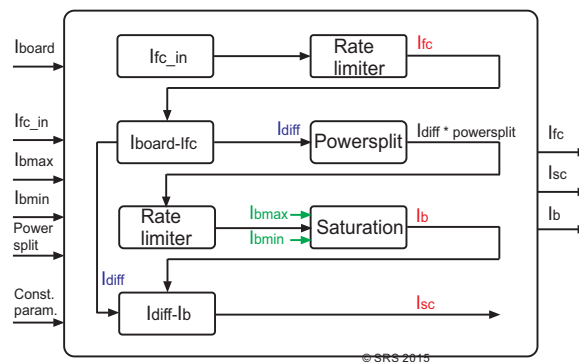 Iboard
Ifc_in
Rate
limiter
Ifc
Ifc_in
Ibmax
Ibmin
Power
split
Const.
param.
Iboard-Ifc
Idiff
Powersplit
Idiff * powersplit
Rate
limiter
Ibmax
Ibmin
Saturation
Ib
Idiff
Idiff-Ib
Isc
Ifc
Isc
Ib
© SRS 2015